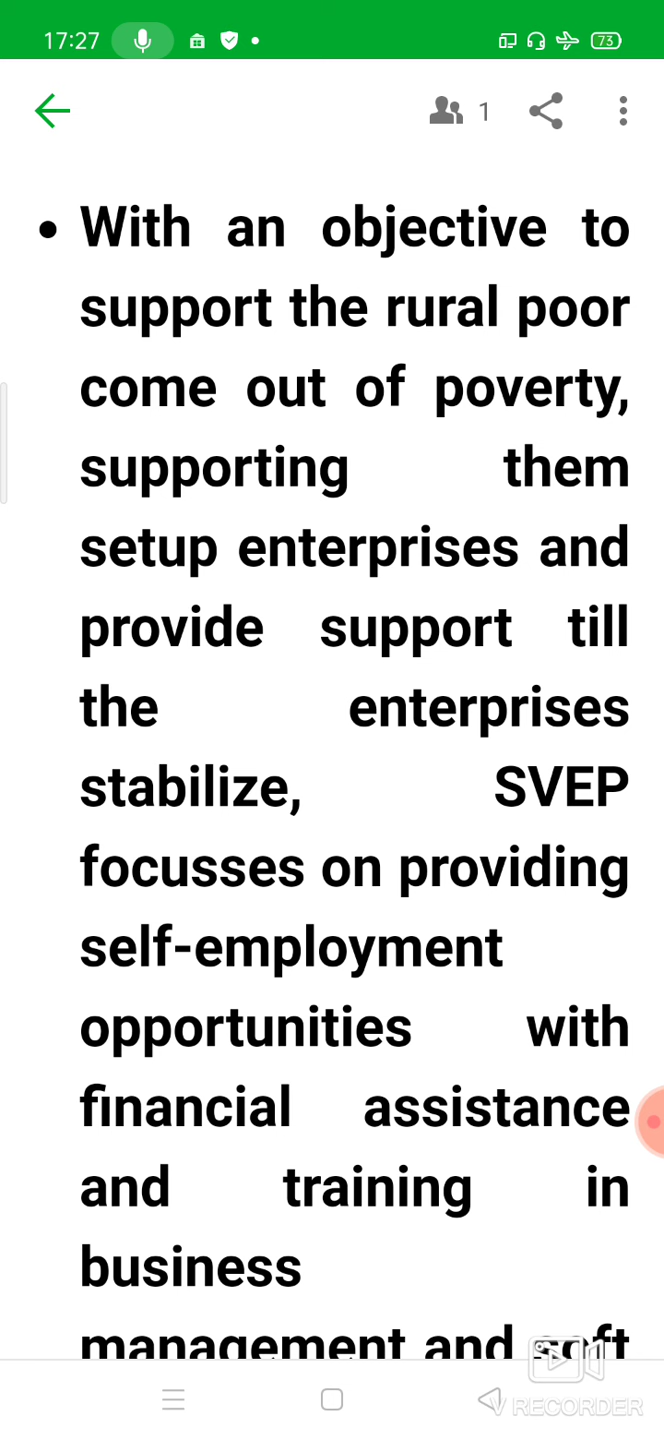 17:27
73
1
• With an objective to
support the rural poor
come out of poverty,
supporting them
setup enterprises and
provide support till
the enterprises
stabilize, SVEP
focusses on providing
self-employment
opportunities with
financial assistance
and training in
business
management and soft
V RECORDER